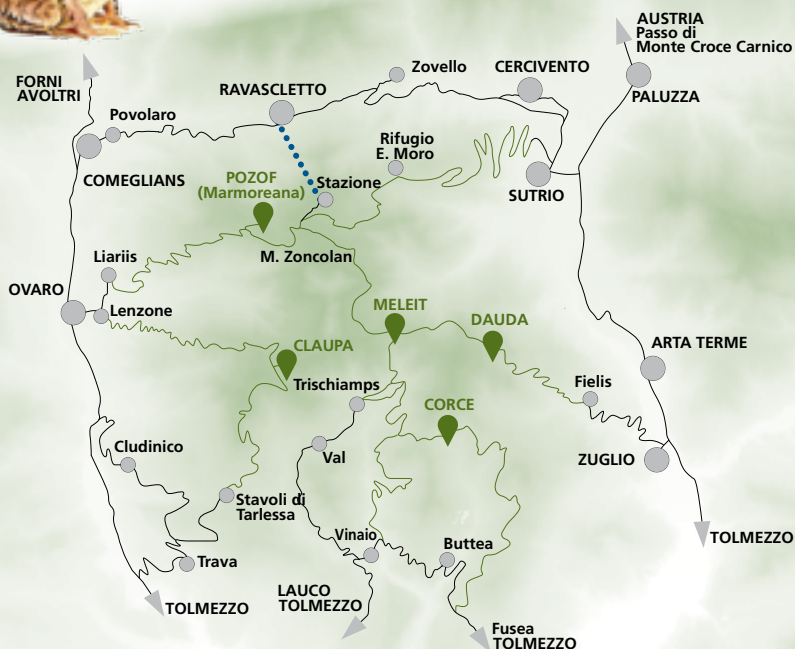 AUSTRIA
Passo di
Monte Croce Carnico
FORNI
AVOLTRI
Zovello
CERCIVENTO
RAVASCLETTO
PALUZZA
Povolaro
Rifugio
E. Moro
COMEGLIANS
POZOF
(Marmoreana)
Stazione
SUTRIO
Liariis
M. Zoncolan
OVARO
Lenzone
MELEIT
DAUDA
CLAUPA
ARTA TERME
Trischiamps
Fielis
CORCE
Cludinico
Val
ZUGLIO
Stavoli di
Tarlessa
Vinaio
Buttea
TOLMEZZO
Trava
LAUCO
TOLMEZZO
TOLMEZZO
Fusea
TOLMEZZO